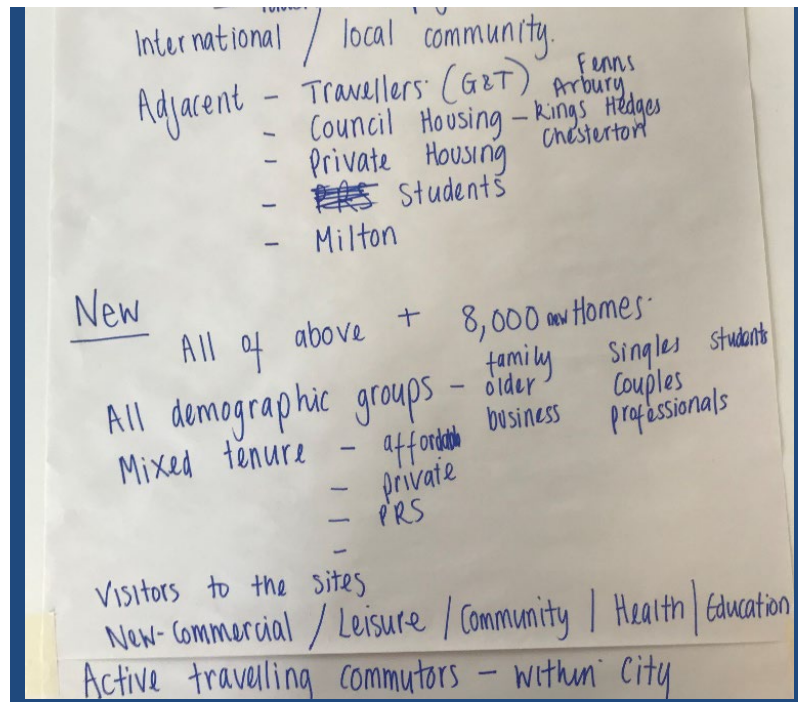 International / local community.
Adjacent - Travellers (G&T) Fenns
Arbury
- Council Housing - Kings Hedges
Chesterton
- Private Housing
- PRS Students
- Milton
New
All of above + 8,000 new Homes.
All demographic groups - family Singles students
older Couples
business professionals
Mixed tenure - affordable
- private
- PRS
-
Visitors to the sites
New-Commercial / Leisure / Community | Health | Education
Active travelling commutors - within City